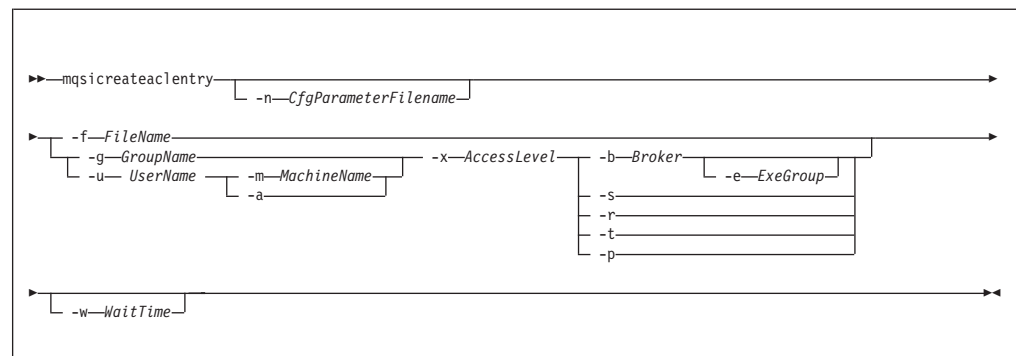 mqsicreateaclentry
-n CfgParameterFilename
-f FileName
-g GroupName -x AccessLevel -b Broker
-u UserName -m MachineName -e ExeGroup
-a -s
-r
-t
-p
-w WaitTime